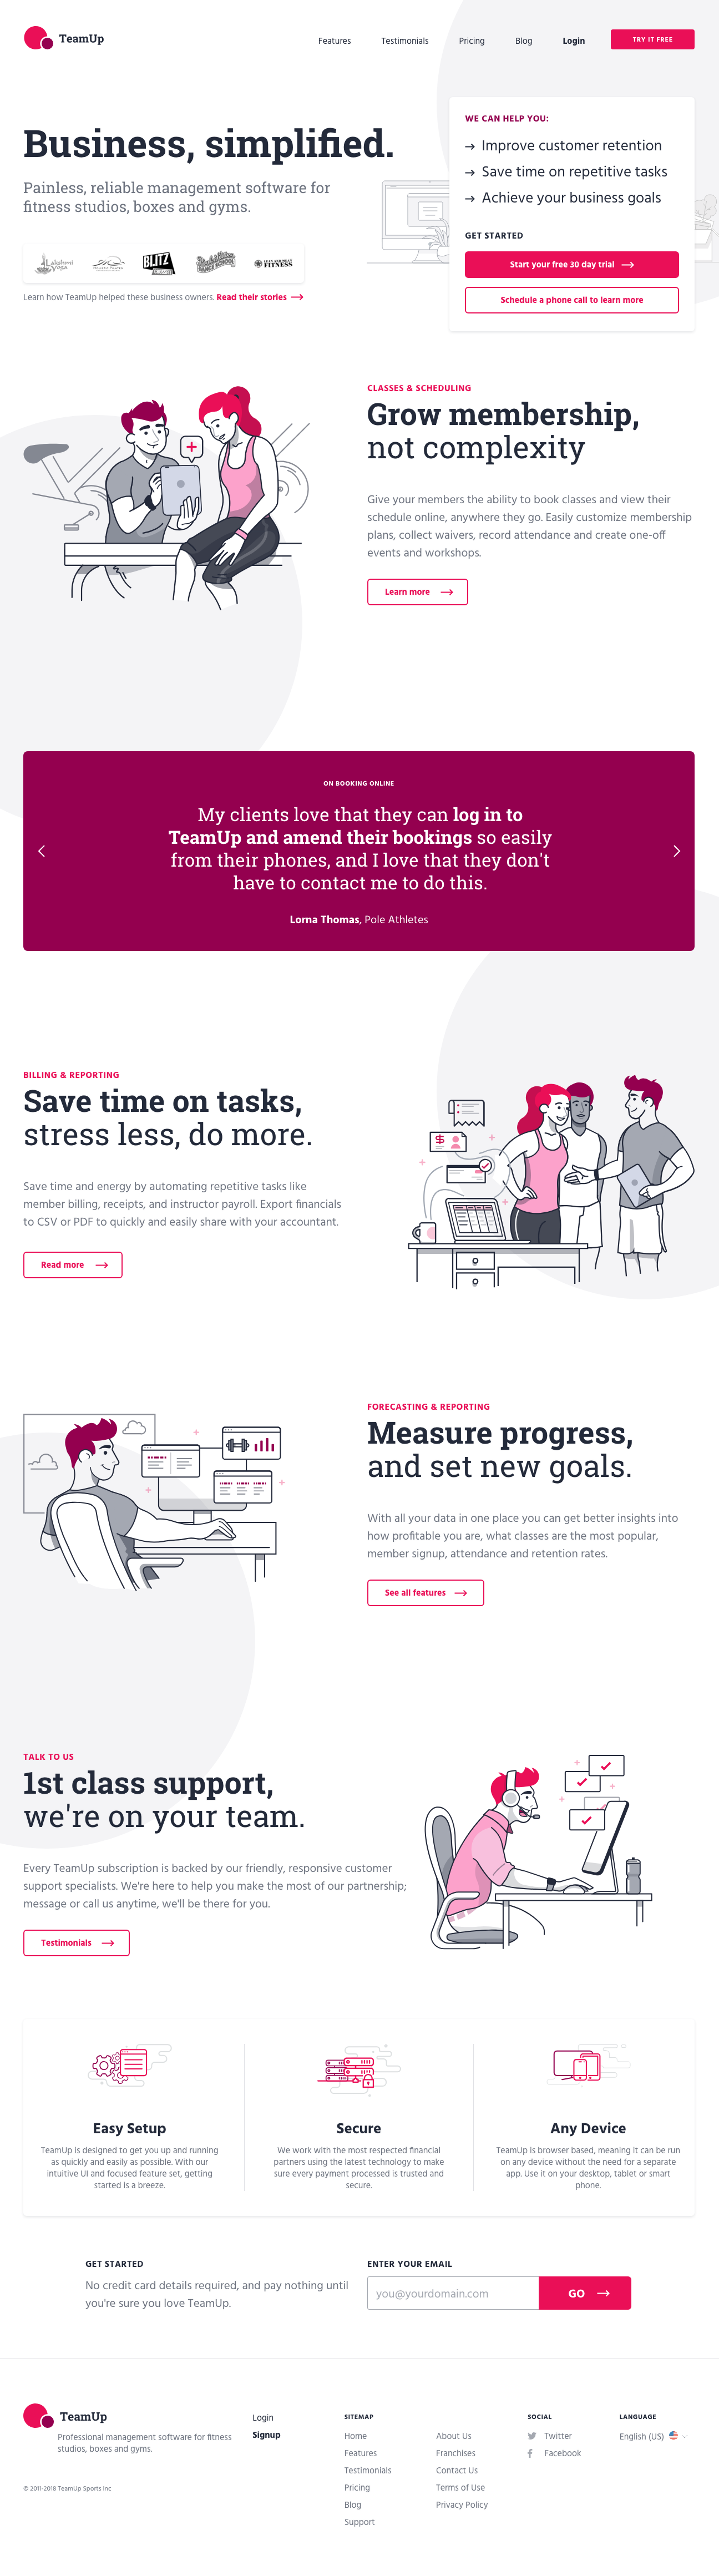 TeamUp
Features
Testimonials
Pricing
Blog
Login
TRY IT FREE
Business, simplified.
Painless, reliable management software for
fitness studios, boxes and gyms.
Lakshmi
Yoga
BLITZ
FITNESS
Learn how TeamUp helped these business owners. Read their stories
WE CAN HELP YOU:
Improve customer retention
Save time on repetitive tasks
Achieve your business goals
GET STARTED
Start your free 30 day trial
Schedule a phone call to learn more
CLASSES & SCHEDULING
Grow membership,
not complexity
Give your members the ability to book classes and view their
schedule online, anywhere they go. Easily customize membership
plans, collect waivers, record attendance and create one-off
events and workshops.
Learn more
ON BOOKING ONLINE
My clients love that they can log in to
TeamUp and amend their bookings so easily
from their phones, and I love that they don't
have to contact me to do this.
Lorna Thomas, Pole Athletes
BILLING & REPORTING
Save time on tasks,
stress less, do more.
Save time and energy by automating repetitive tasks like
member billing, receipts, and instructor payroll. Export financials
to CSV or PDF to quickly and easily share with your accountant.
Read more
$
FORECASTING & REPORTING
Measure progress,
and set new goals.
With all your data in one place you can get better insights into
how profitable you are, what classes are the most popular,
member signup, attendance and retention rates.
See all features
TALK TO US
1st class support,
we're on your team.
Every TeamUp subscription is backed by our friendly, responsive customer
support specialists. We're here to help you make the most of our partnership;
message or call us anytime, we'll be there for you.
Testimonials
Easy Setup
TeamUp is designed to get you up and running
as quickly and easily as possible. With our
intuitive UI and focused feature set, getting
started is a breeze.
Secure
We work with the most respected financial
partners using the latest technology to make
sure every payment processed is trusted and
secure.
Any Device
TeamUp is browser based, meaning it can be run
on any device without the need for a separate
app. Use it on your desktop, tablet or smart
phone.
GET STARTED
No credit card details required, and pay nothing until
you're sure you love TeamUp.
ENTER YOUR EMAIL
you@yourdomain.com
GO
TeamUp
Professional management software for fitness
studios, boxes and gyms.
© 2011-2018 TeamUp Sports Inc
Login
Signup
SITEMAP
Home
Features
Testimonials
Pricing
Blog
Support
About Us
Franchises
Contact Us
Terms of Use
Privacy Policy
SOCIAL
Twitter
Facebook
LANGUAGE
English (US)